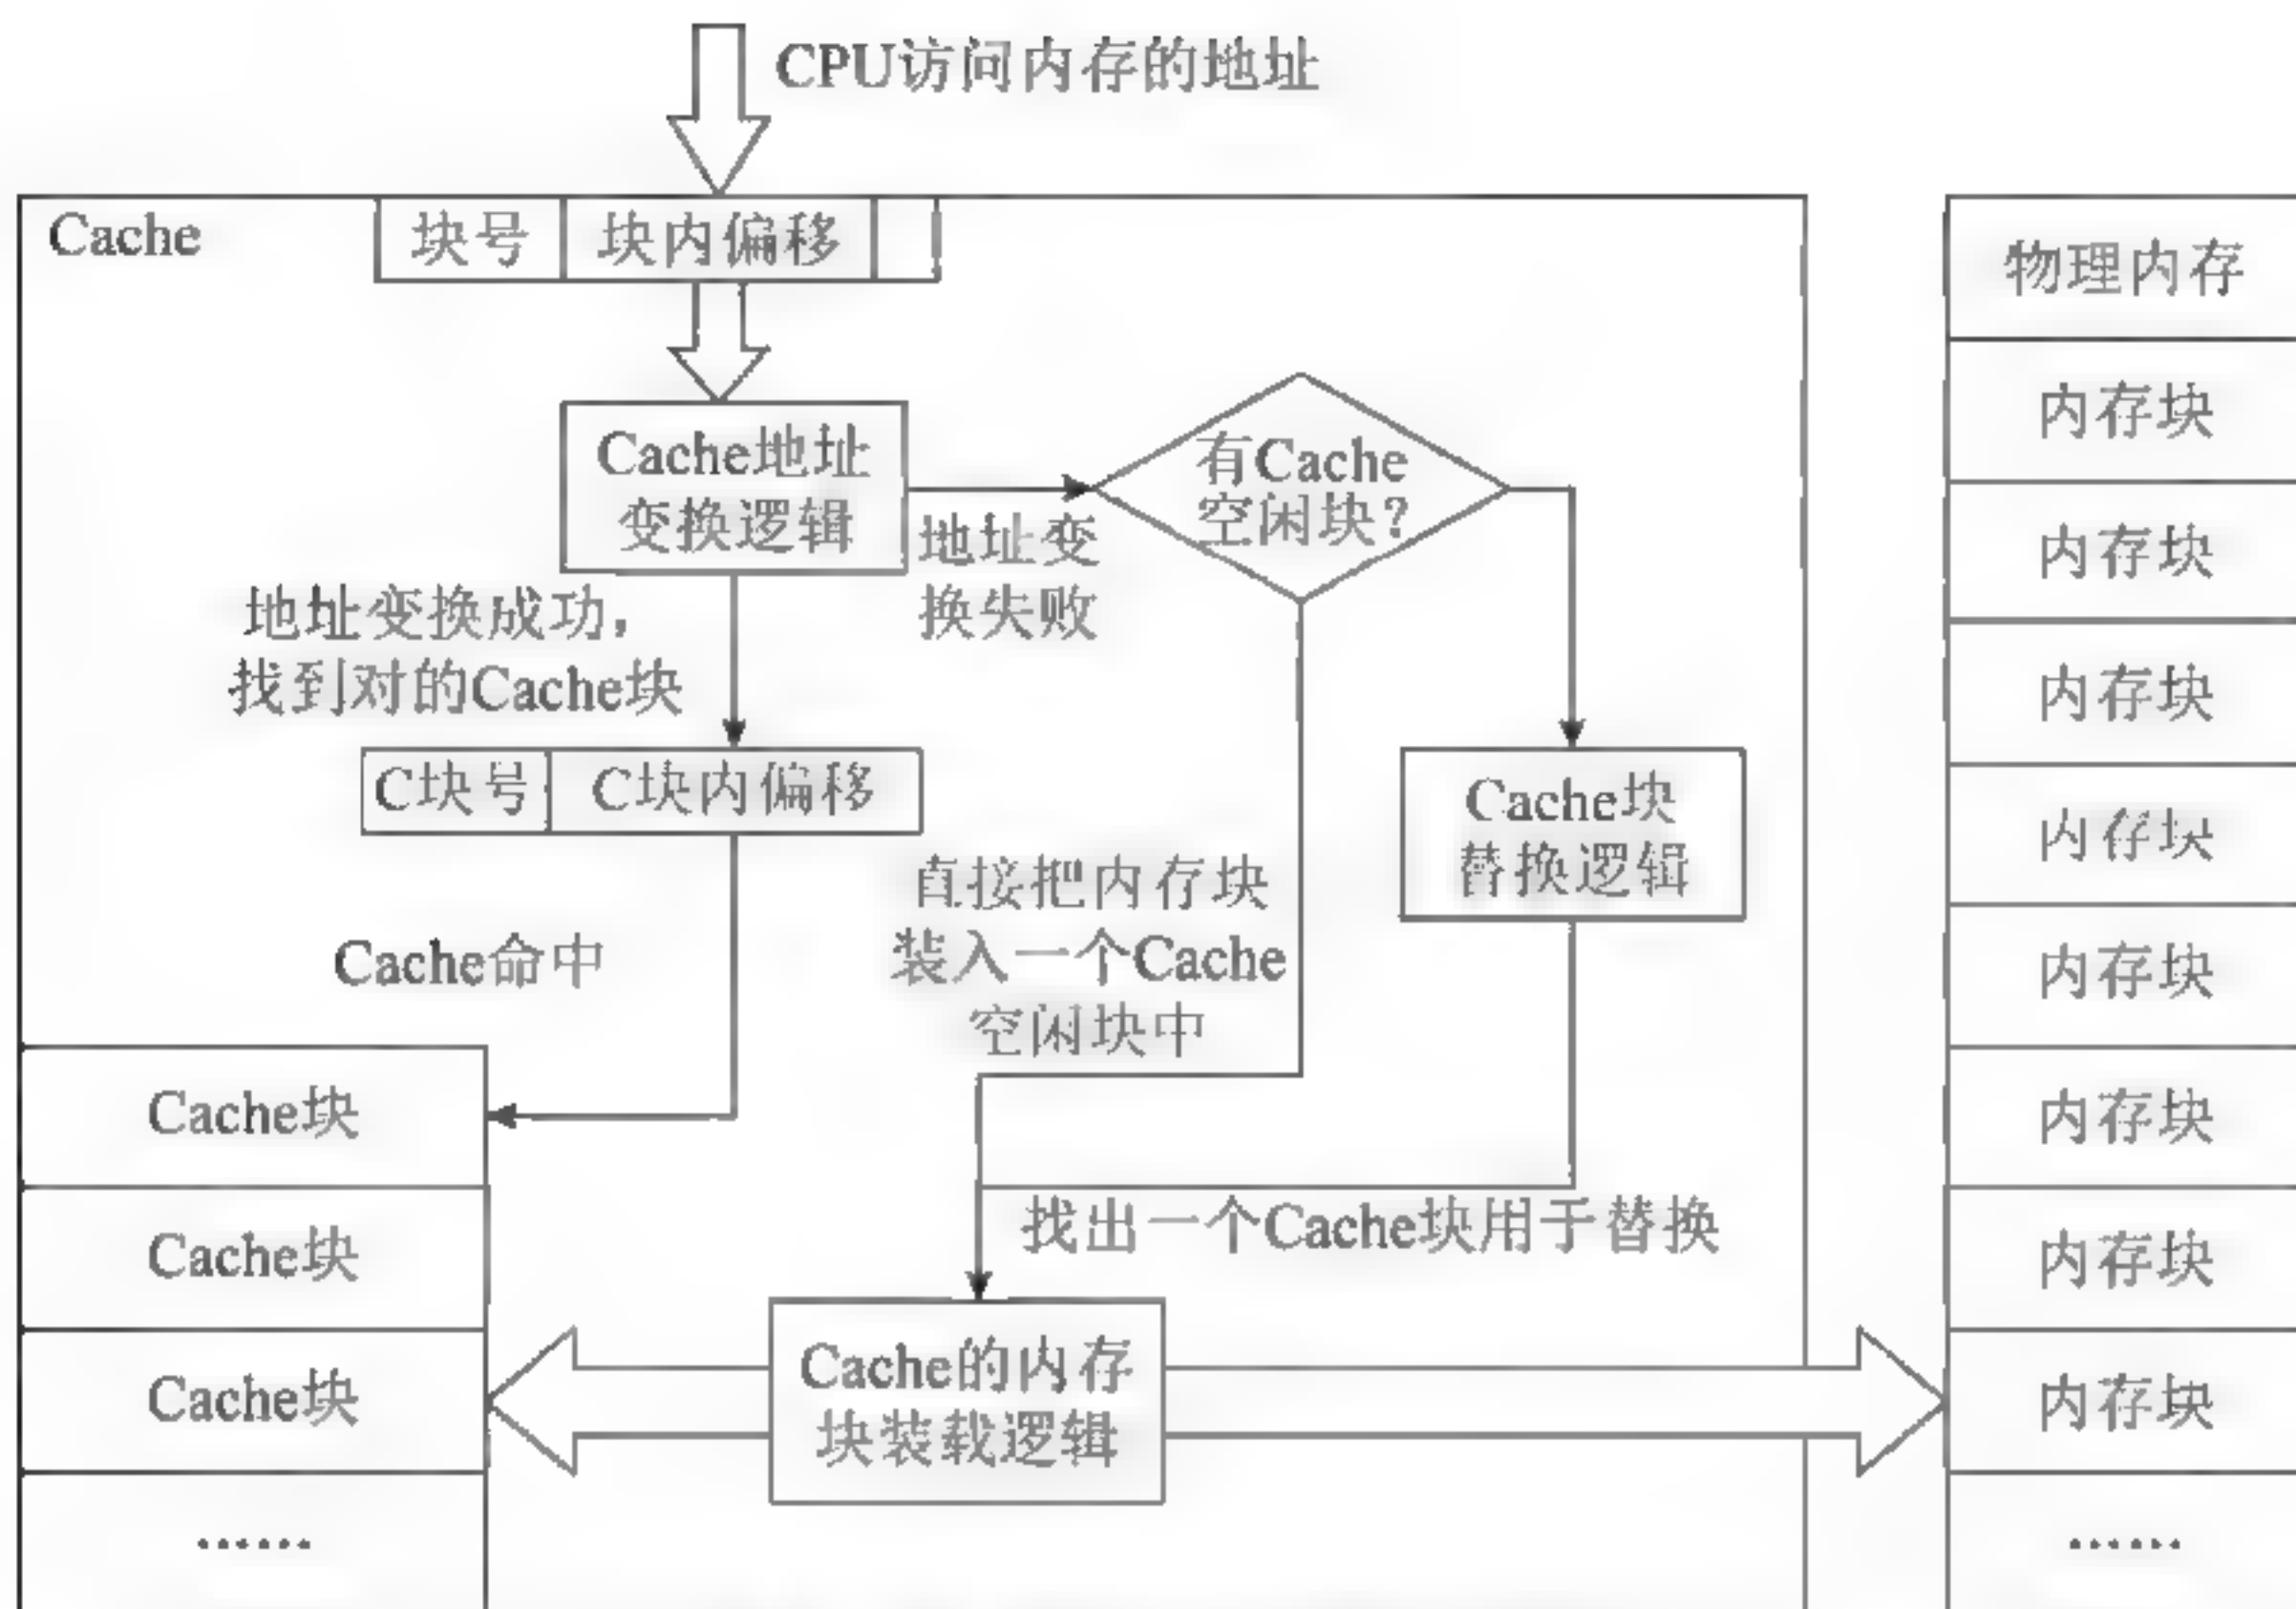 CPU访问内存的地址
Cache
块号
块内偏移
物理内存
Cache地址
变换逻辑
有Cache
空闲块?
地址变
换失败
地址变换成功,
找到对的Cache块
C块号
C块内偏移
Cache块
替换逻辑
直接把内存块
装入一个Cache
空闲块中
Cache命中
找出一个Cache块用于替换
Cache的内存
块装载逻辑
Cache块
Cache块
Cache块
······
内存块
内存块
内存块
内存块
内存块
内存块
内存块
内存块
······